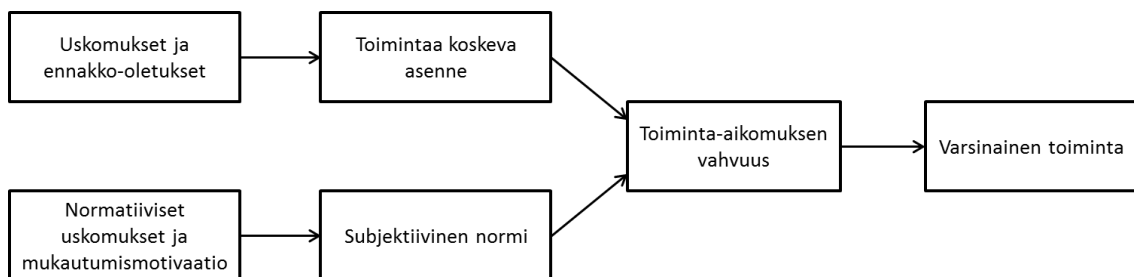 Uskomukset ja
ennakko-oletukset
Toimintaa koskeva
asenne
Toiminta-aikomuksen
vahvuus
Varsinainen toiminta
Normatiiviset
uskomukset ja
mukautumismotivaatio
Subjektiivinen normi